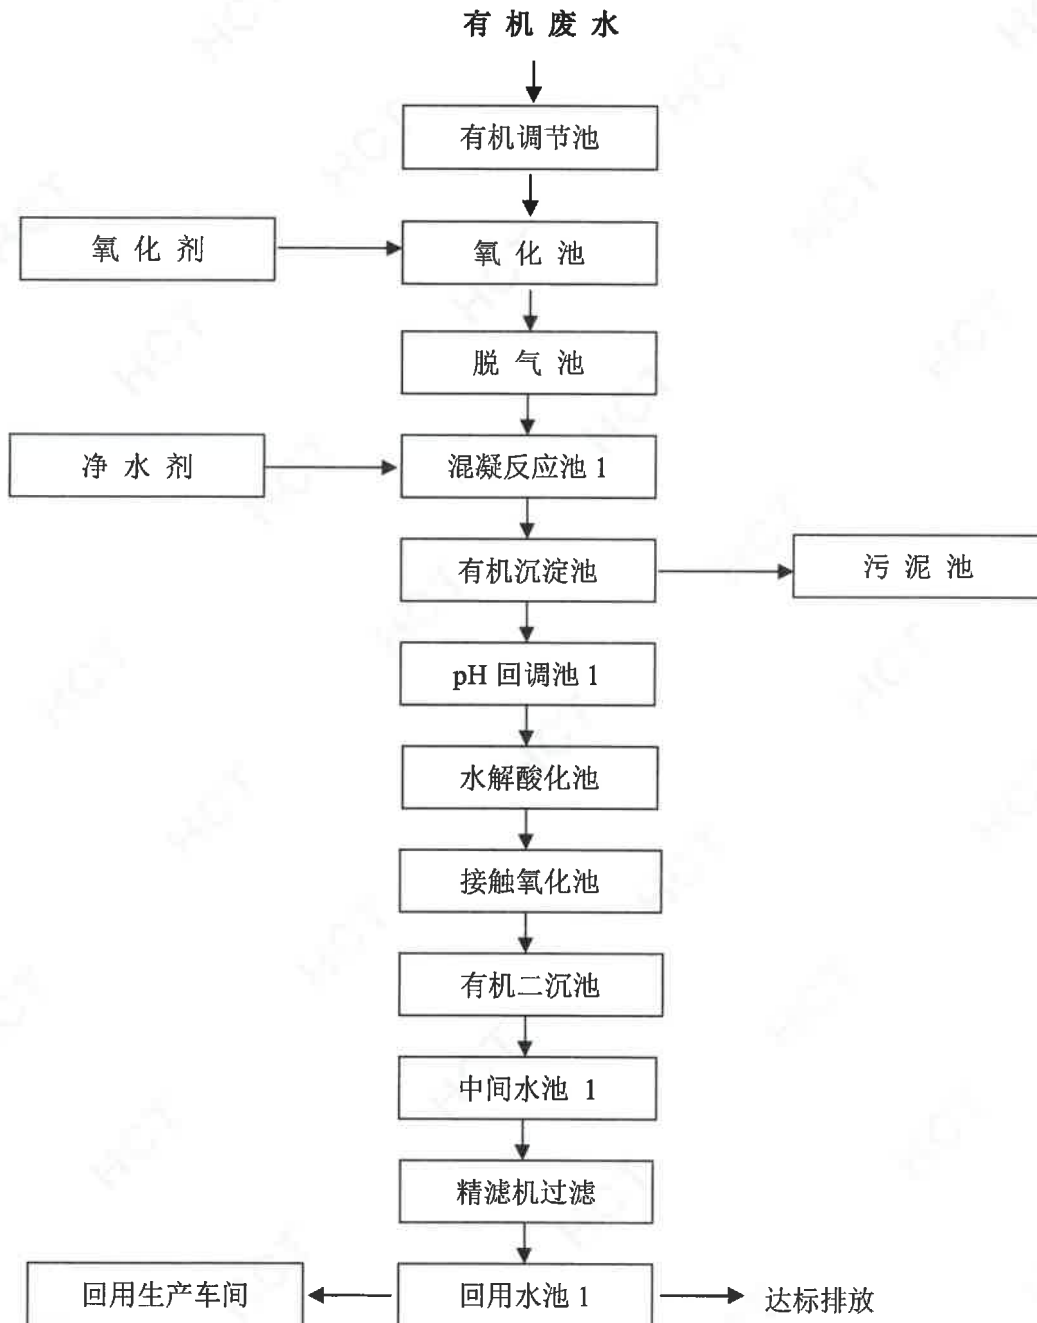 有 机 废 水
有机调节池
氧 化 剂
氧 化 池
脱 气 池
净 水 剂
混凝反应池 1
有机沉淀池
污 泥 池
pH 回调池 1
水解酸化池
接触氧化池
有机二沉池
中间水池 1
精滤机过滤
回用生产车间
回用水池 1
达标排放
HCT